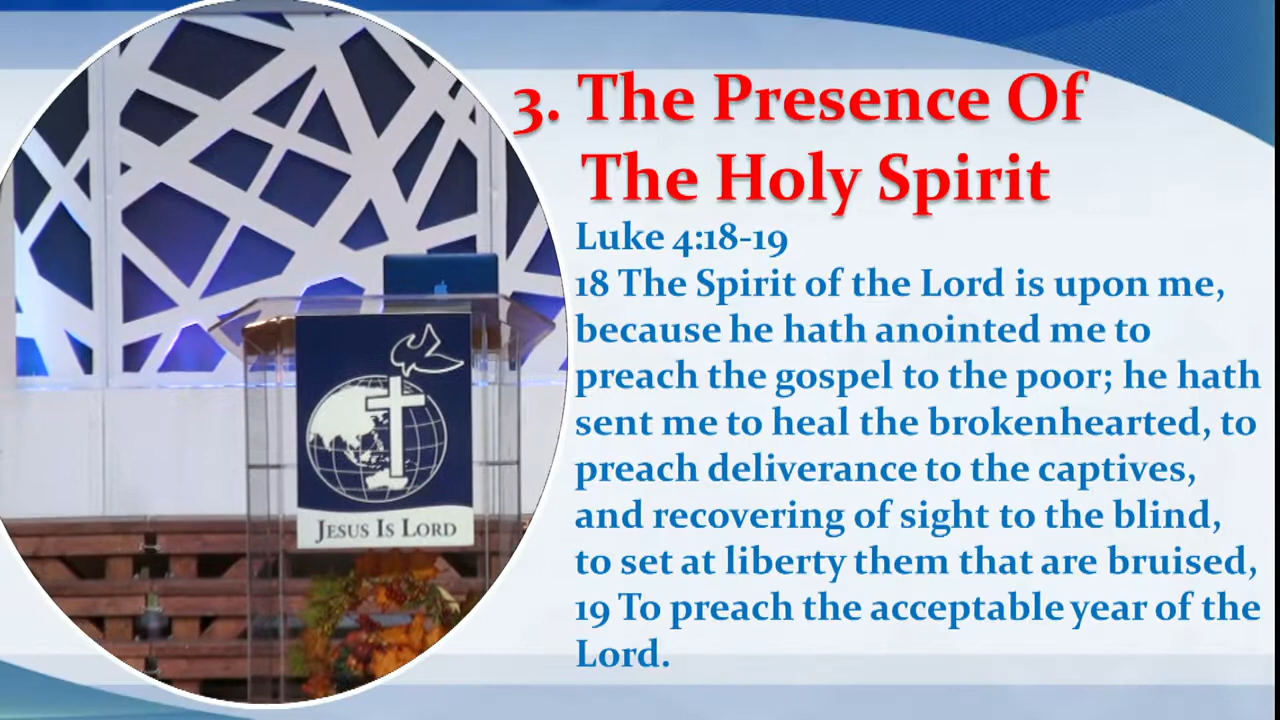 3. The Presence Of
The Holy Spirit
Luke 4:18-19
18 The Spirit of the Lord is upon me,
because he hath anointed me to
preach the gospel to the poor; he hath
sent me to heal the brokenhearted, to
preach deliverance to the captives,
and recovering of sight to the blind,
to set at liberty them that are bruised,
19 To preach the acceptable year of the
Lord.
JESUS IS LORD